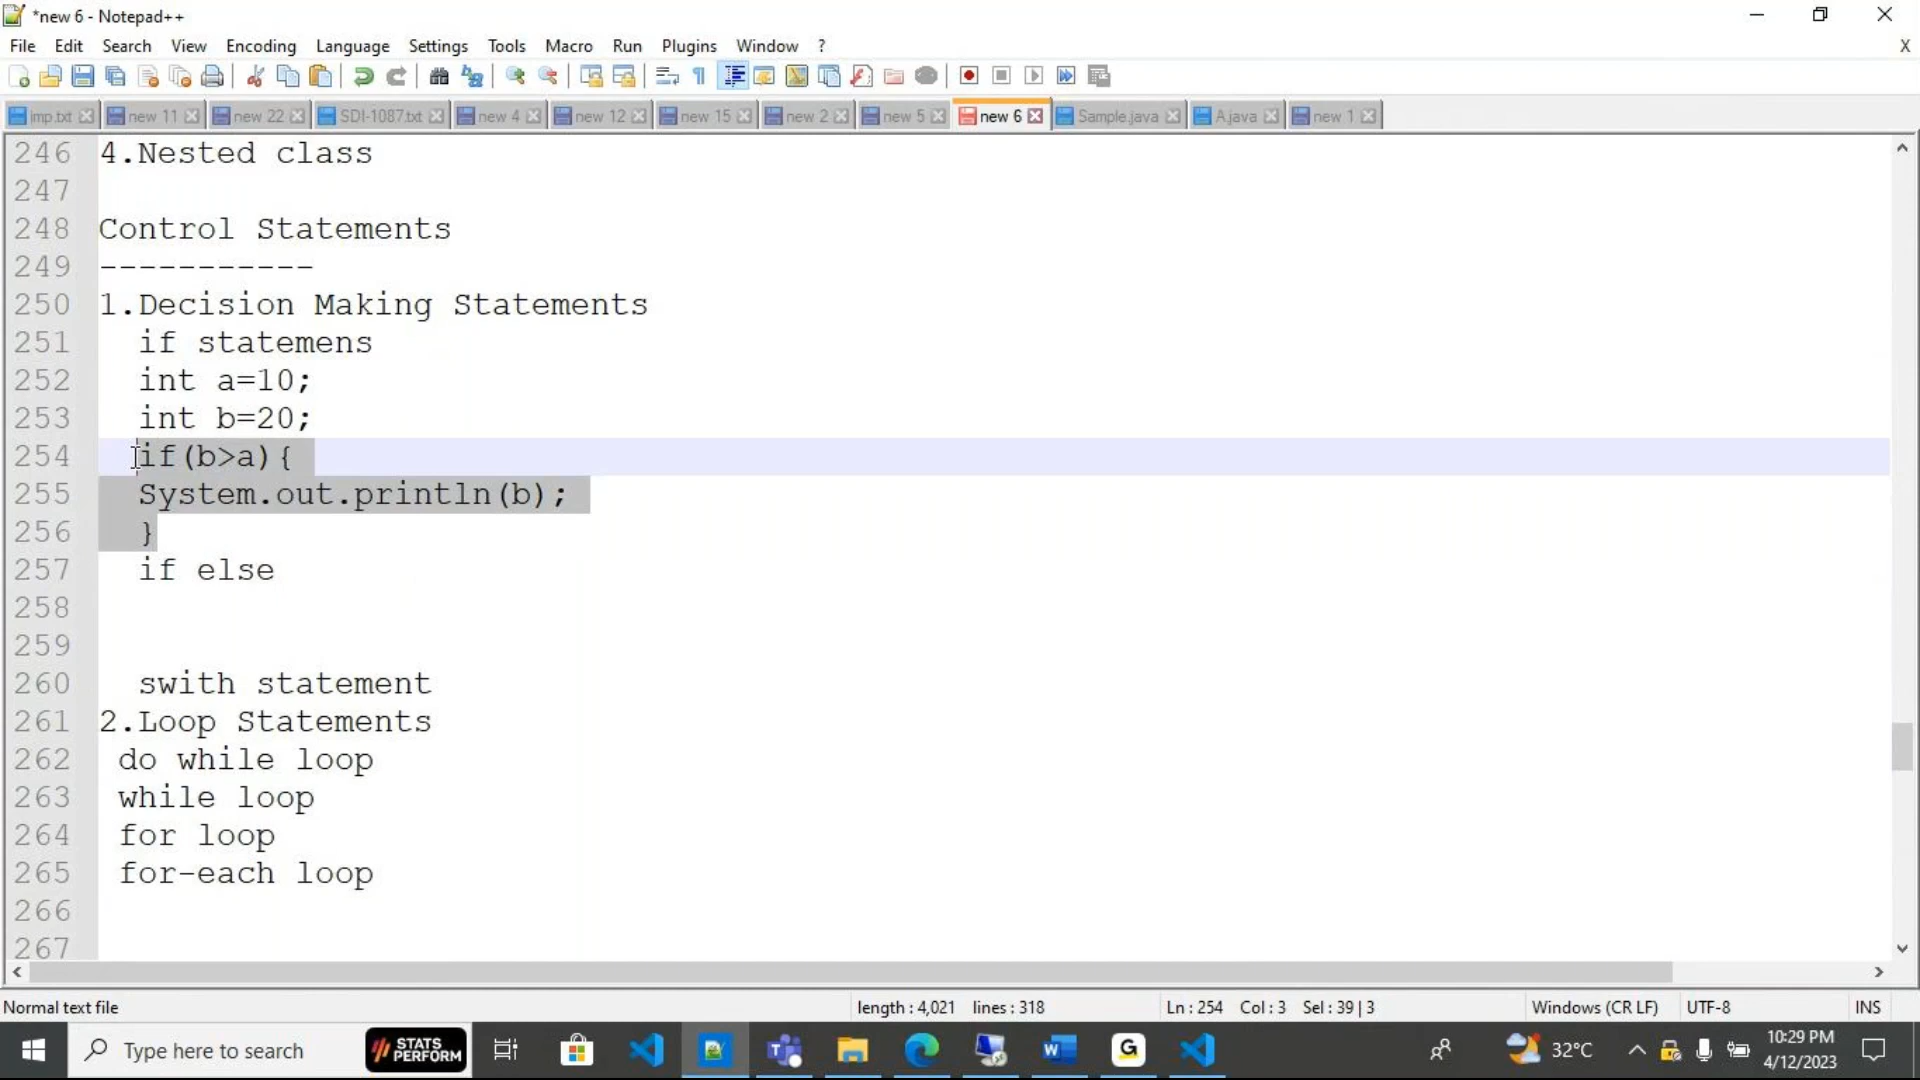 *new 6 - Notepad++
File Edit Search View Encoding Language Settings Tools Macro Run Plugins Window ? X
imp.txt new 11 new 22 SDI-1087.txt new 4 new 12 new 15 new 2 new 5 new 6 Sample.java A.java new 1
246 4.Nested class
247
248 Control Statements
249 -----------
250 1.Decision Making Statements
251 if statemens
252 int a=10;
253 int b=20;
254 if(b>a){
255 System.out.println(b);
256 }
257 if else
258
259
260 swith statement
261 2.Loop Statements
262 do while loop
263 while loop
264 for loop
265 for-each loop
266
267
Normal text file length : 4,021 lines : 318 Ln : 254 Col : 3 Sel : 39 | 3 Windows (CR LF) UTF-8 INS
Type here to search STATS PERFORM 32°C 10:29 PM
4/12/2023